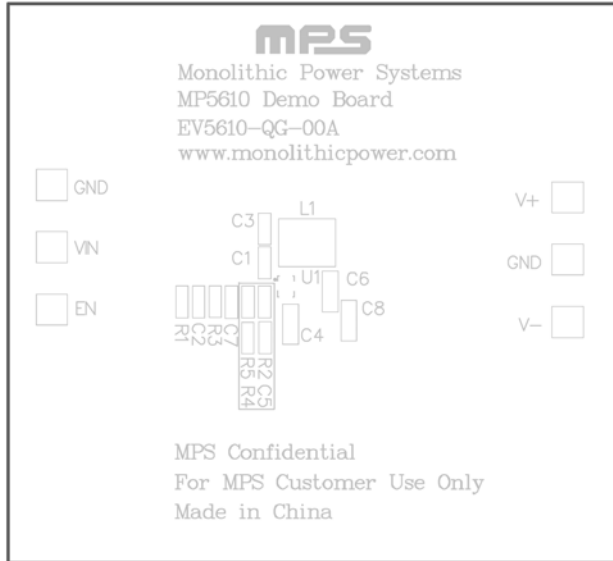 MPS
Monolithic Power Systems
MP5610 Demo Board
EV5610-QG-00A
www.monolithicpower.com
GND
VIN
EN
V+
GND
V-
L1
C3
C1
U1
C6
C8
C4
R1
C2
R3
C7
R5
R2
R4
C5
MPS Confidential
For MPS Customer Use Only
Made in China